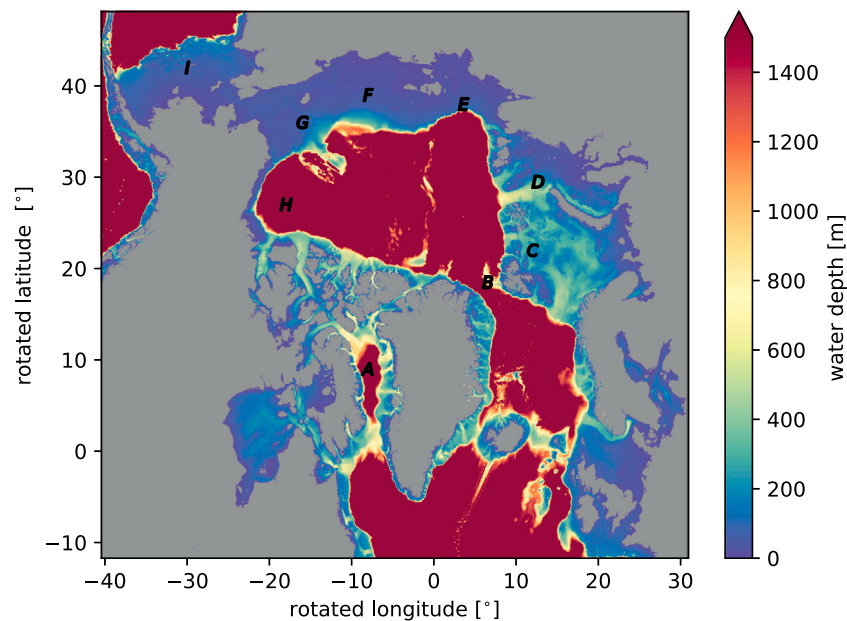 I
F
E
G
D
H
C
B
A
40
30
20
10
0
−10
−40
−30
−20
−10
0
10
20
30
rotated longitude [°]
rotated latitude [°]
1400
1200
1000
800
600
400
200
0
water depth [m]